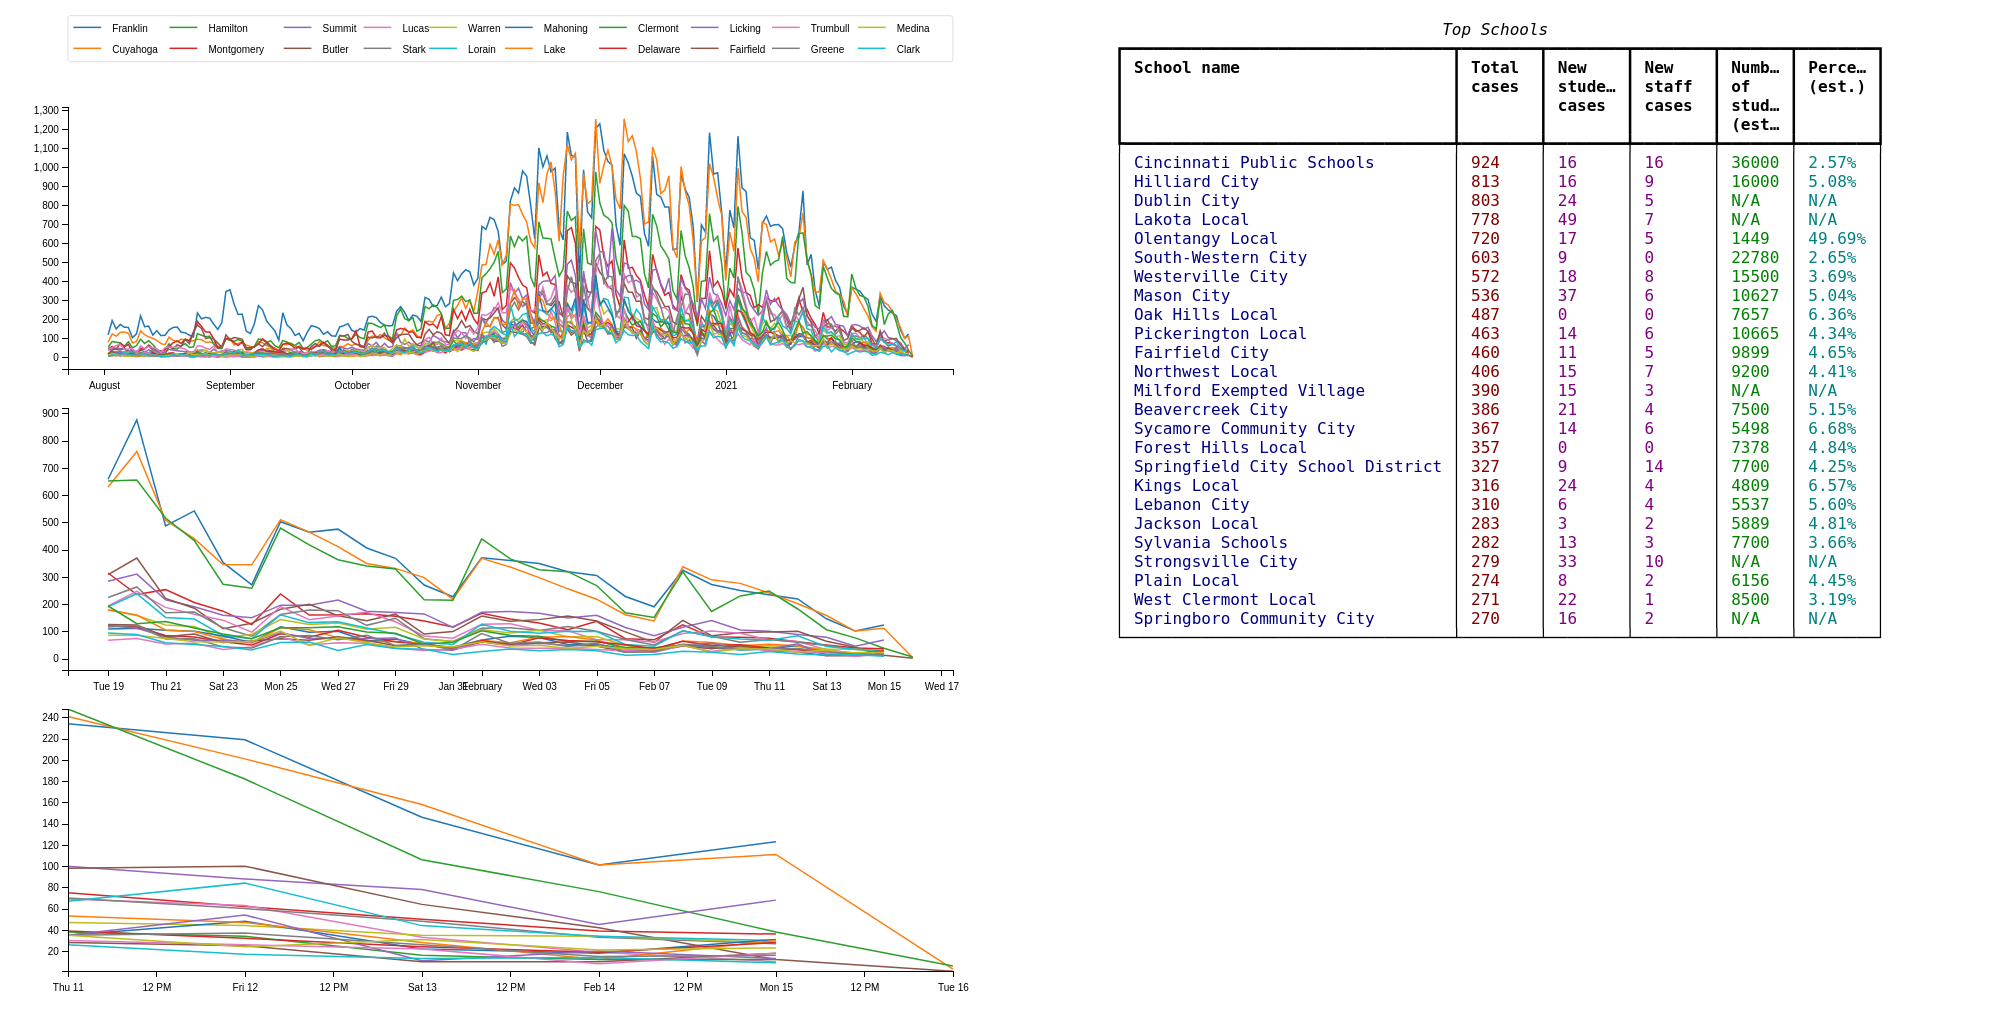 Franklin Hamilton Summit Lucas Warren Mahoning Clermont Licking Trumbull Medina
Cuyahoga Montgomery Butler Stark Lorain Lake Delaware Fairfield Greene Clark
1,300
1,200
1,100
1,000
900
800
700
600
500
400
300
200
100
0
August September October November December 2021 February
900
800
700
600
500
400
300
200
100
0
Tue 19 Thu 21 Sat 23 Mon 25 Wed 27 Fri 29 Jan 31 February Wed 03 Fri 05 Feb 07 Tue 09 Thu 11 Sat 13 Mon 15 Wed 17
240
220
200
180
160
140
120
100
80
60
40
20
Thu 11 12 PM Fri 12 12 PM Sat 13 12 PM Feb 14 12 PM Mon 15 12 PM Tue 16
Top Schools
School name Total New New Numb… Perce…
cases stude… staff of (est.)
cases cases stud…
(est…
Cincinnati Public Schools 924 16 16 36000 2.57%
Hilliard City 813 16 9 16000 5.08%
Dublin City 803 24 5 N/A N/A
Lakota Local 778 49 7 N/A N/A
Olentangy Local 720 17 5 1449 49.69%
South-Western City 603 9 0 22780 2.65%
Westerville City 572 18 8 15500 3.69%
Mason City 536 37 6 10627 5.04%
Oak Hills Local 487 0 0 7657 6.36%
Pickerington Local 463 14 6 10665 4.34%
Fairfield City 460 11 5 9899 4.65%
Northwest Local 406 15 7 9200 4.41%
Milford Exempted Village 390 15 3 N/A N/A
Beavercreek City 386 21 4 7500 5.15%
Sycamore Community City 367 14 6 5498 6.68%
Forest Hills Local 357 0 0 7378 4.84%
Springfield City School District 327 9 14 7700 4.25%
Kings Local 316 24 4 4809 6.57%
Lebanon City 310 6 4 5537 5.60%
Jackson Local 283 3 2 5889 4.81%
Sylvania Schools 282 13 3 7700 3.66%
Strongsville City 279 33 10 N/A N/A
Plain Local 274 8 2 6156 4.45%
West Clermont Local 271 22 1 8500 3.19%
Springboro Community City 270 16 2 N/A N/A